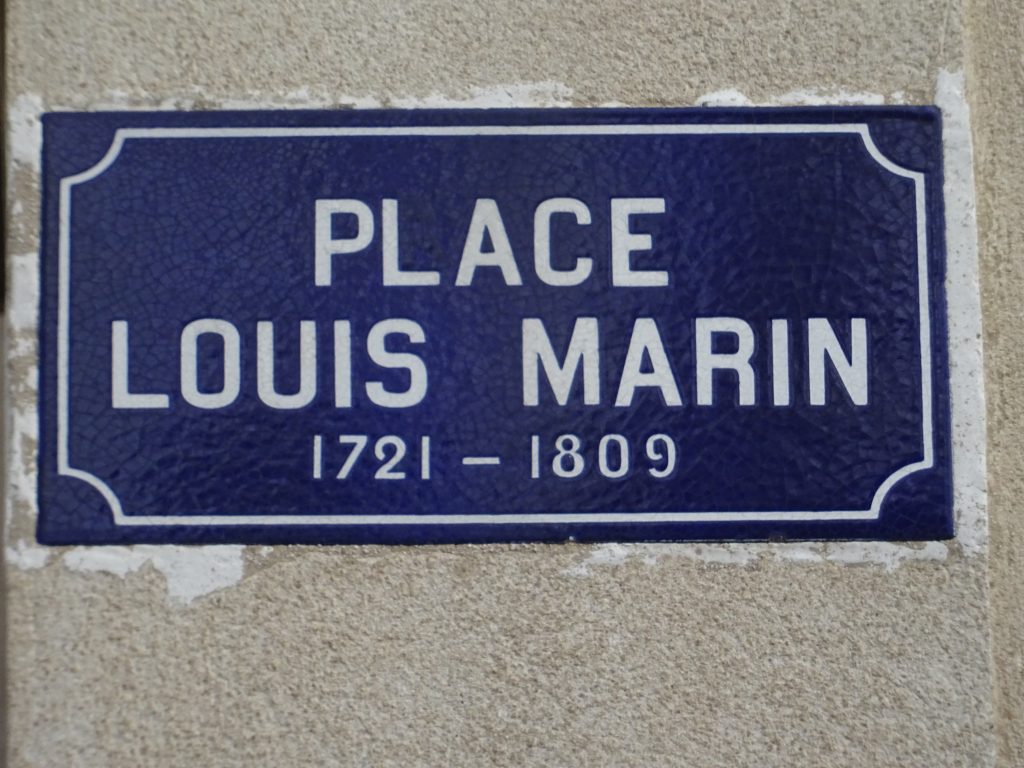 PLACE
LOUIS MARIN
1721 – 1809